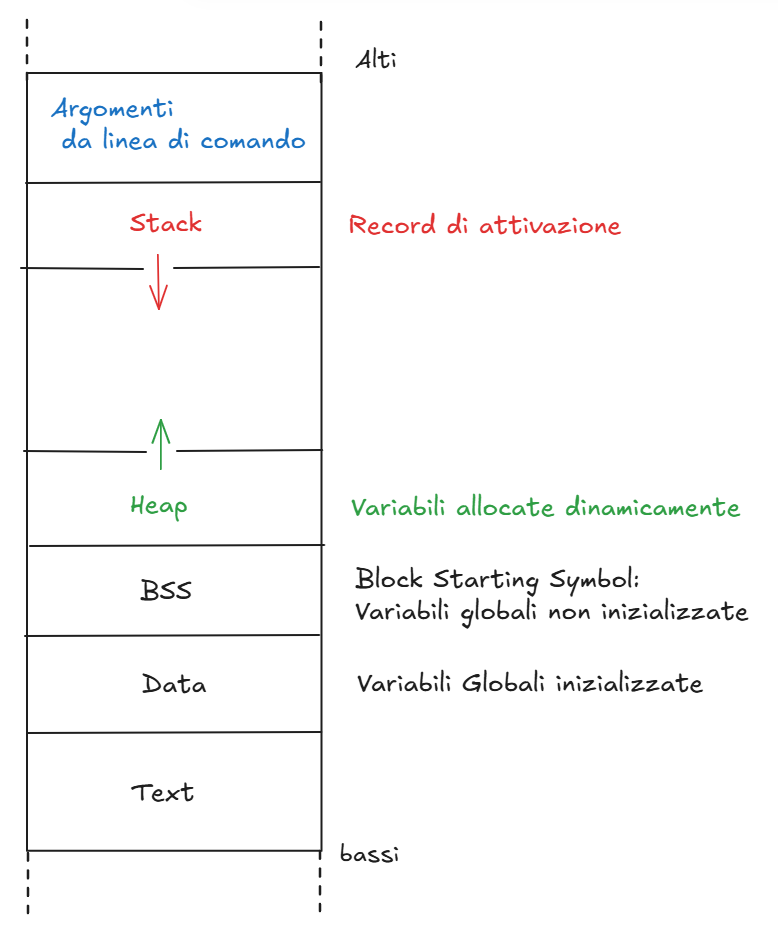 Alti
Argomenti
da linea di comando
Stack
Record di attivazione
Heap
Variabili allocate dinamicamente
BSS
Block Starting Symbol:
Variabili globali non inizializzate
Data
Variabili Globali inizializzate
Text
bassi